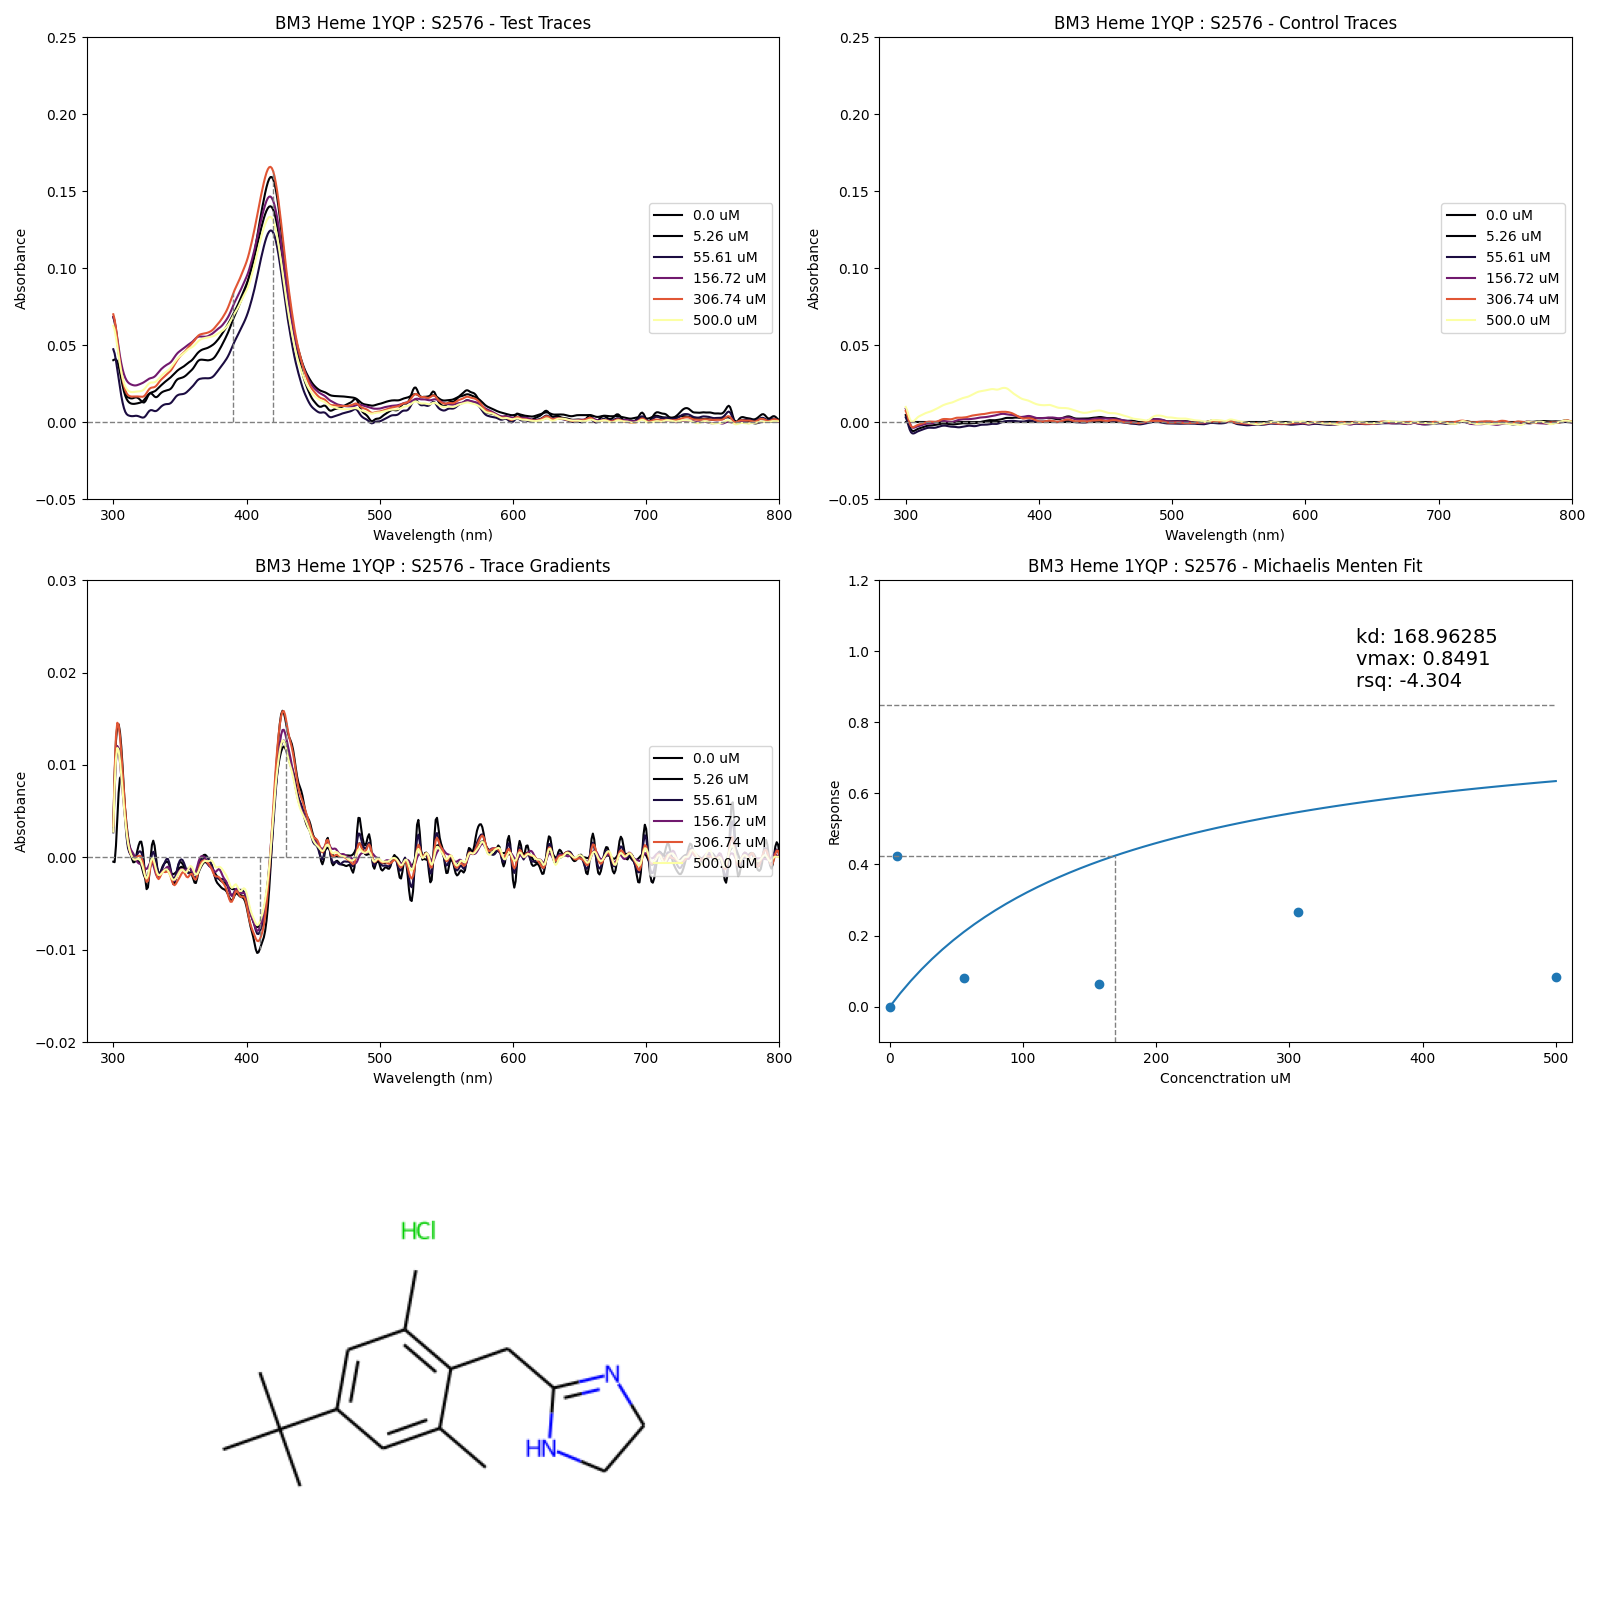 BM3 Heme 1YQP : S2576 - Test Traces
0.25
0.20
0.15
0.10
0.05
0.00
−0.05
Absorbance
300
400
500
600
700
800
Wavelength (nm)
0.0 uM
5.26 uM
55.61 uM
156.72 uM
306.74 uM
500.0 uM
BM3 Heme 1YQP : S2576 - Control Traces
0.25
0.20
0.15
0.10
0.05
0.00
−0.05
Absorbance
300
400
500
600
700
800
Wavelength (nm)
0.0 uM
5.26 uM
55.61 uM
156.72 uM
306.74 uM
500.0 uM
BM3 Heme 1YQP : S2576 - Trace Gradients
0.03
0.02
0.01
0.00
−0.01
−0.02
Absorbance
300
400
500
600
700
800
Wavelength (nm)
0.0 uM
5.26 uM
55.61 uM
156.72 uM
306.74 uM
500.0 uM
BM3 Heme 1YQP : S2576 - Michaelis Menten Fit
1.2
1.0
0.8
0.6
0.4
0.2
0.0
Response
kd: 168.96285
vmax: 0.8491
rsq: -4.304
0
100
200
300
400
500
Concenctration uM
HCl
N
HN